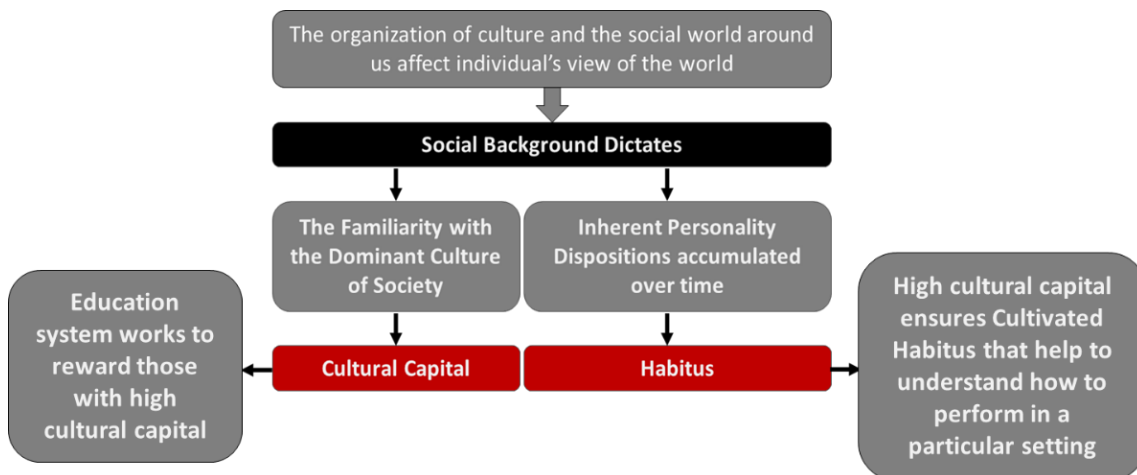 The organization of culture and the social world around
us affect individual’s view of the world
Social Background Dictates
The Familiarity with
the Dominant Culture
of Society
Inherent Personality
Dispositions accumulated
over time
Education
system works to
reward those
with high
cultural capital
Cultural Capital
Habitus
High cultural capital
ensures Cultivated
Habitus that help to
understand how to
perform in a
particular setting